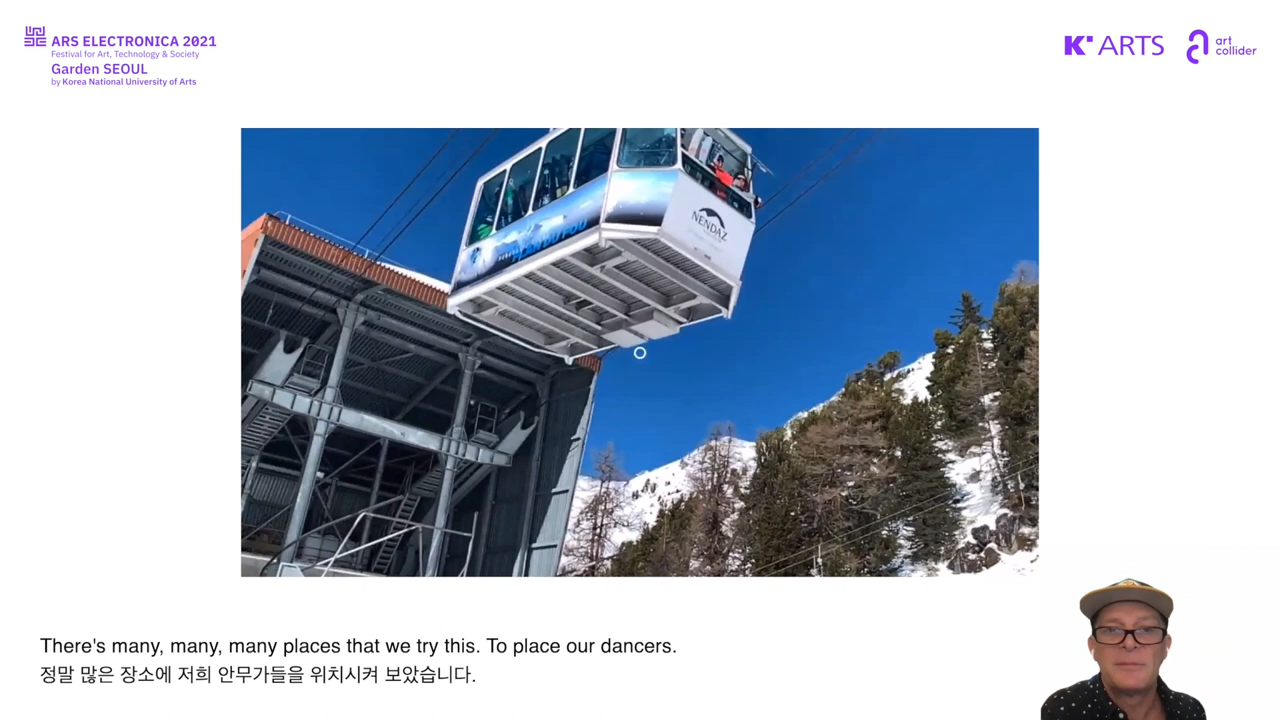 ARS ELECTRONICA 2021
Festival for Art, Technology & Society
Garden SEOUL
by Korea National University of Arts
K' ARTS
art
collider
NENDAZ
There's many, many, many places that we try this. To place our dancers.
정말 많은 장소에 저희 안무가들을 위치시켜 보았습니다.